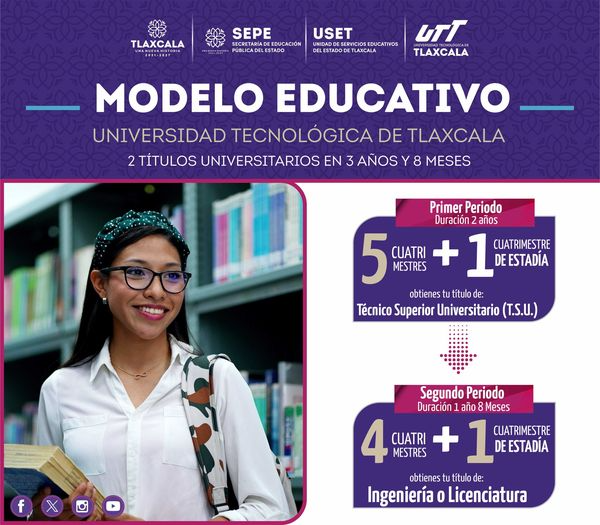 TLAXCALA
UNA NUEVA HISTORIA
2021-2027
SEPE
SECRETARÍA DE EDUCACIÓN
PÚBLICA DEL ESTADO
USET
UNIDAD DE SERVICIOS EDUCATIVOS
DEL ESTADO DE TLAXCALA
UTT
UNIVERSIDAD TECNOLÓGICA DE
TLAXCALA
MODELO EDUCATIVO
UNIVERSIDAD TECNOLÓGICA DE TLAXCALA
2 TÍTULOS UNIVERSITARIOS EN 3 AÑOS Y 8 MESES
Primer Periodo
Duración 2 años
5 CUATRI
MESTRES
+ 1 CUATRIMESTRE
DE ESTADÍA
obtienes tu título de:
Técnico Superior Universitario (T.S.U.)
Segundo Periodo
Duración 1 año 8 Meses
4 CUATRI
MESTRES
+ 1 CUATRIMESTRE
DE ESTADÍA
obtienes tu título de:
Ingeniería o Licenciatura